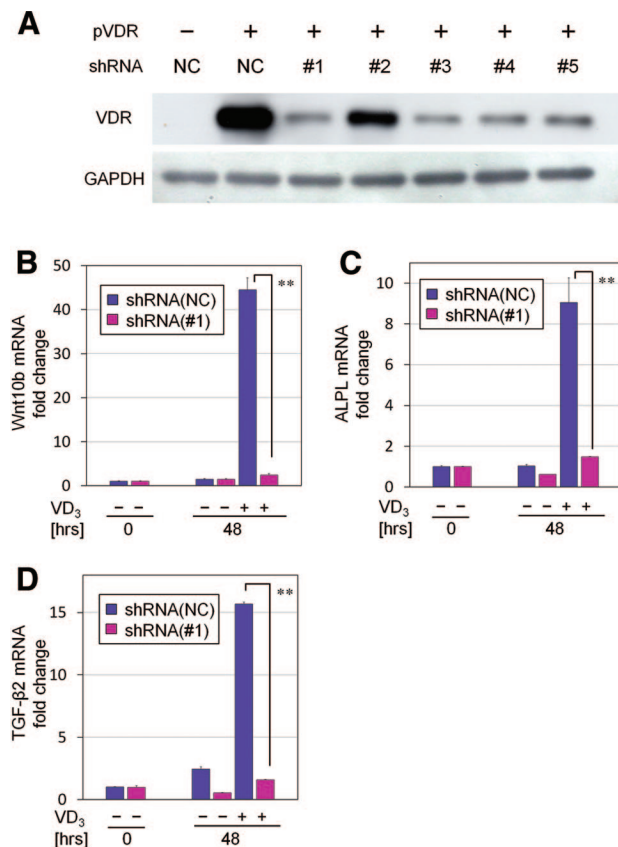 A
pVDR − + + + + + +
shRNA NC NC #1 #2 #3 #4 #5
VDR
GAPDH
B
Wnt10b mRNA
fold change
50
40
30
20
10
0
shRNA(NC)
shRNA(#1)
**
VD3 − − − − + +
[hrs] 0 48
C
ALPL mRNA
fold change
10
8
6
4
2
0
shRNA(NC)
shRNA(#1)
**
VD3 − − − − + +
[hrs] 0 48
D
TGF-β2 mRNA
fold change
15
10
5
0
shRNA(NC)
shRNA(#1)
**
VD3 − − − − + +
[hrs] 0 48